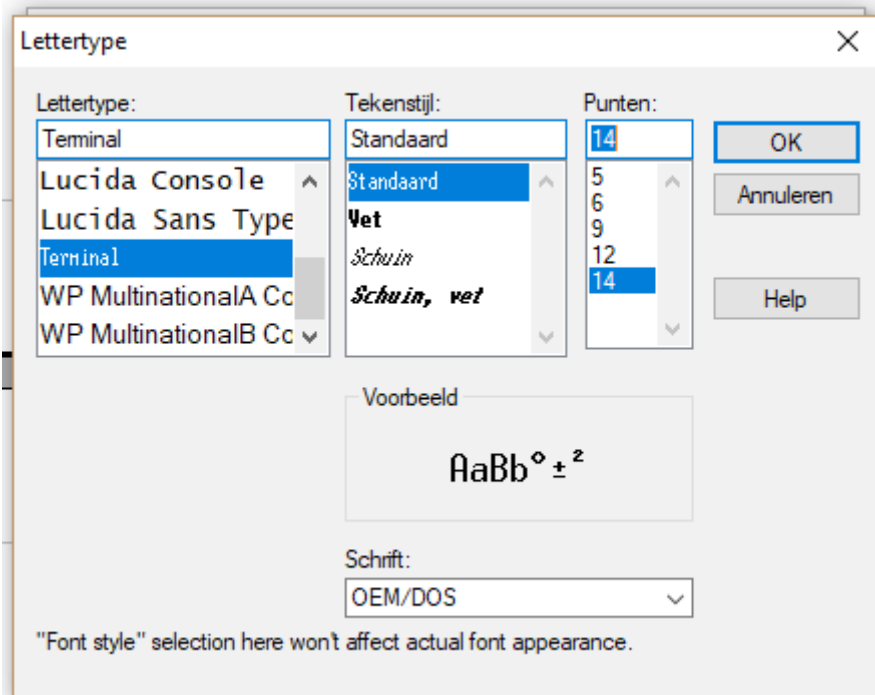 Lettertype
Lettertype:
Terminal
Lucida Console
Lucida Sans Type
Terminal
WP MultinationalA Co
WP MultinationalB Co
Tekenstijl:
Standaard
Standaard
Vet
Schuin
Schuin, vet
Punten:
14
5
6
9
12
14
OK
Annuleren
Help
Voorbeeld
AaBb°±²
Schrift:
OEM/DOS
"Font style" selection here won't affect actual font appearance.